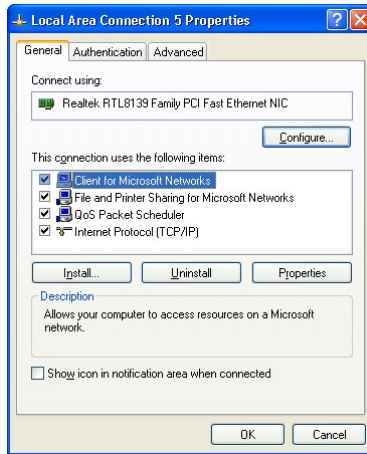 Local Area Connection 5 Properties
General Authentication Advanced
Connect using:
Realtek RTL8139 Family PCI Fast Ethernet NIC
Configure...
This connection uses the following items:
Client for Microsoft Networks
File and Printer Sharing for Microsoft Networks
QoS Packet Scheduler
Internet Protocol (TCP/IP)
Install... Uninstall Properties
Description
Allows your computer to access resources on a Microsoft
network.
Show icon in notification area when connected
OK Cancel